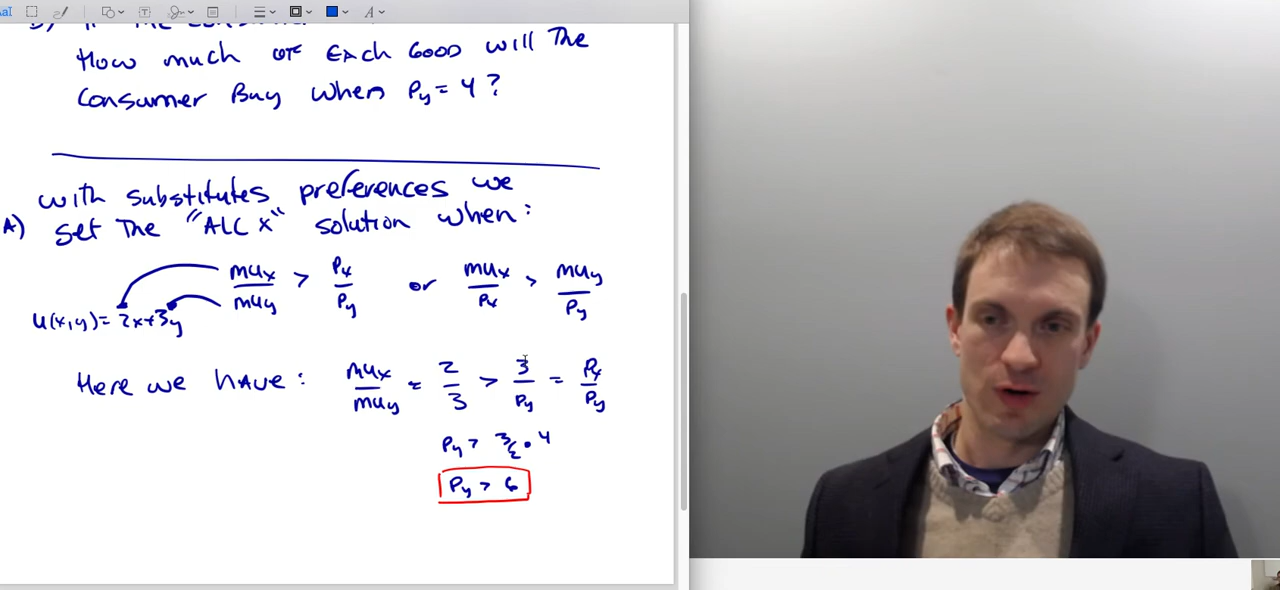 How much of Each Good will The
Consumer Buy when Py = 4?
with substitutes preferences we
A) get The "ALL X" solution when:
MUx/MUy > Px/Py or MUx/Px > MUy/Py
u(x,y) = 2x+3y
Here we have: MUx/MUy = 2/3 > 3/Py = Px/Py
Py > 3/2 • 4
Py > 6